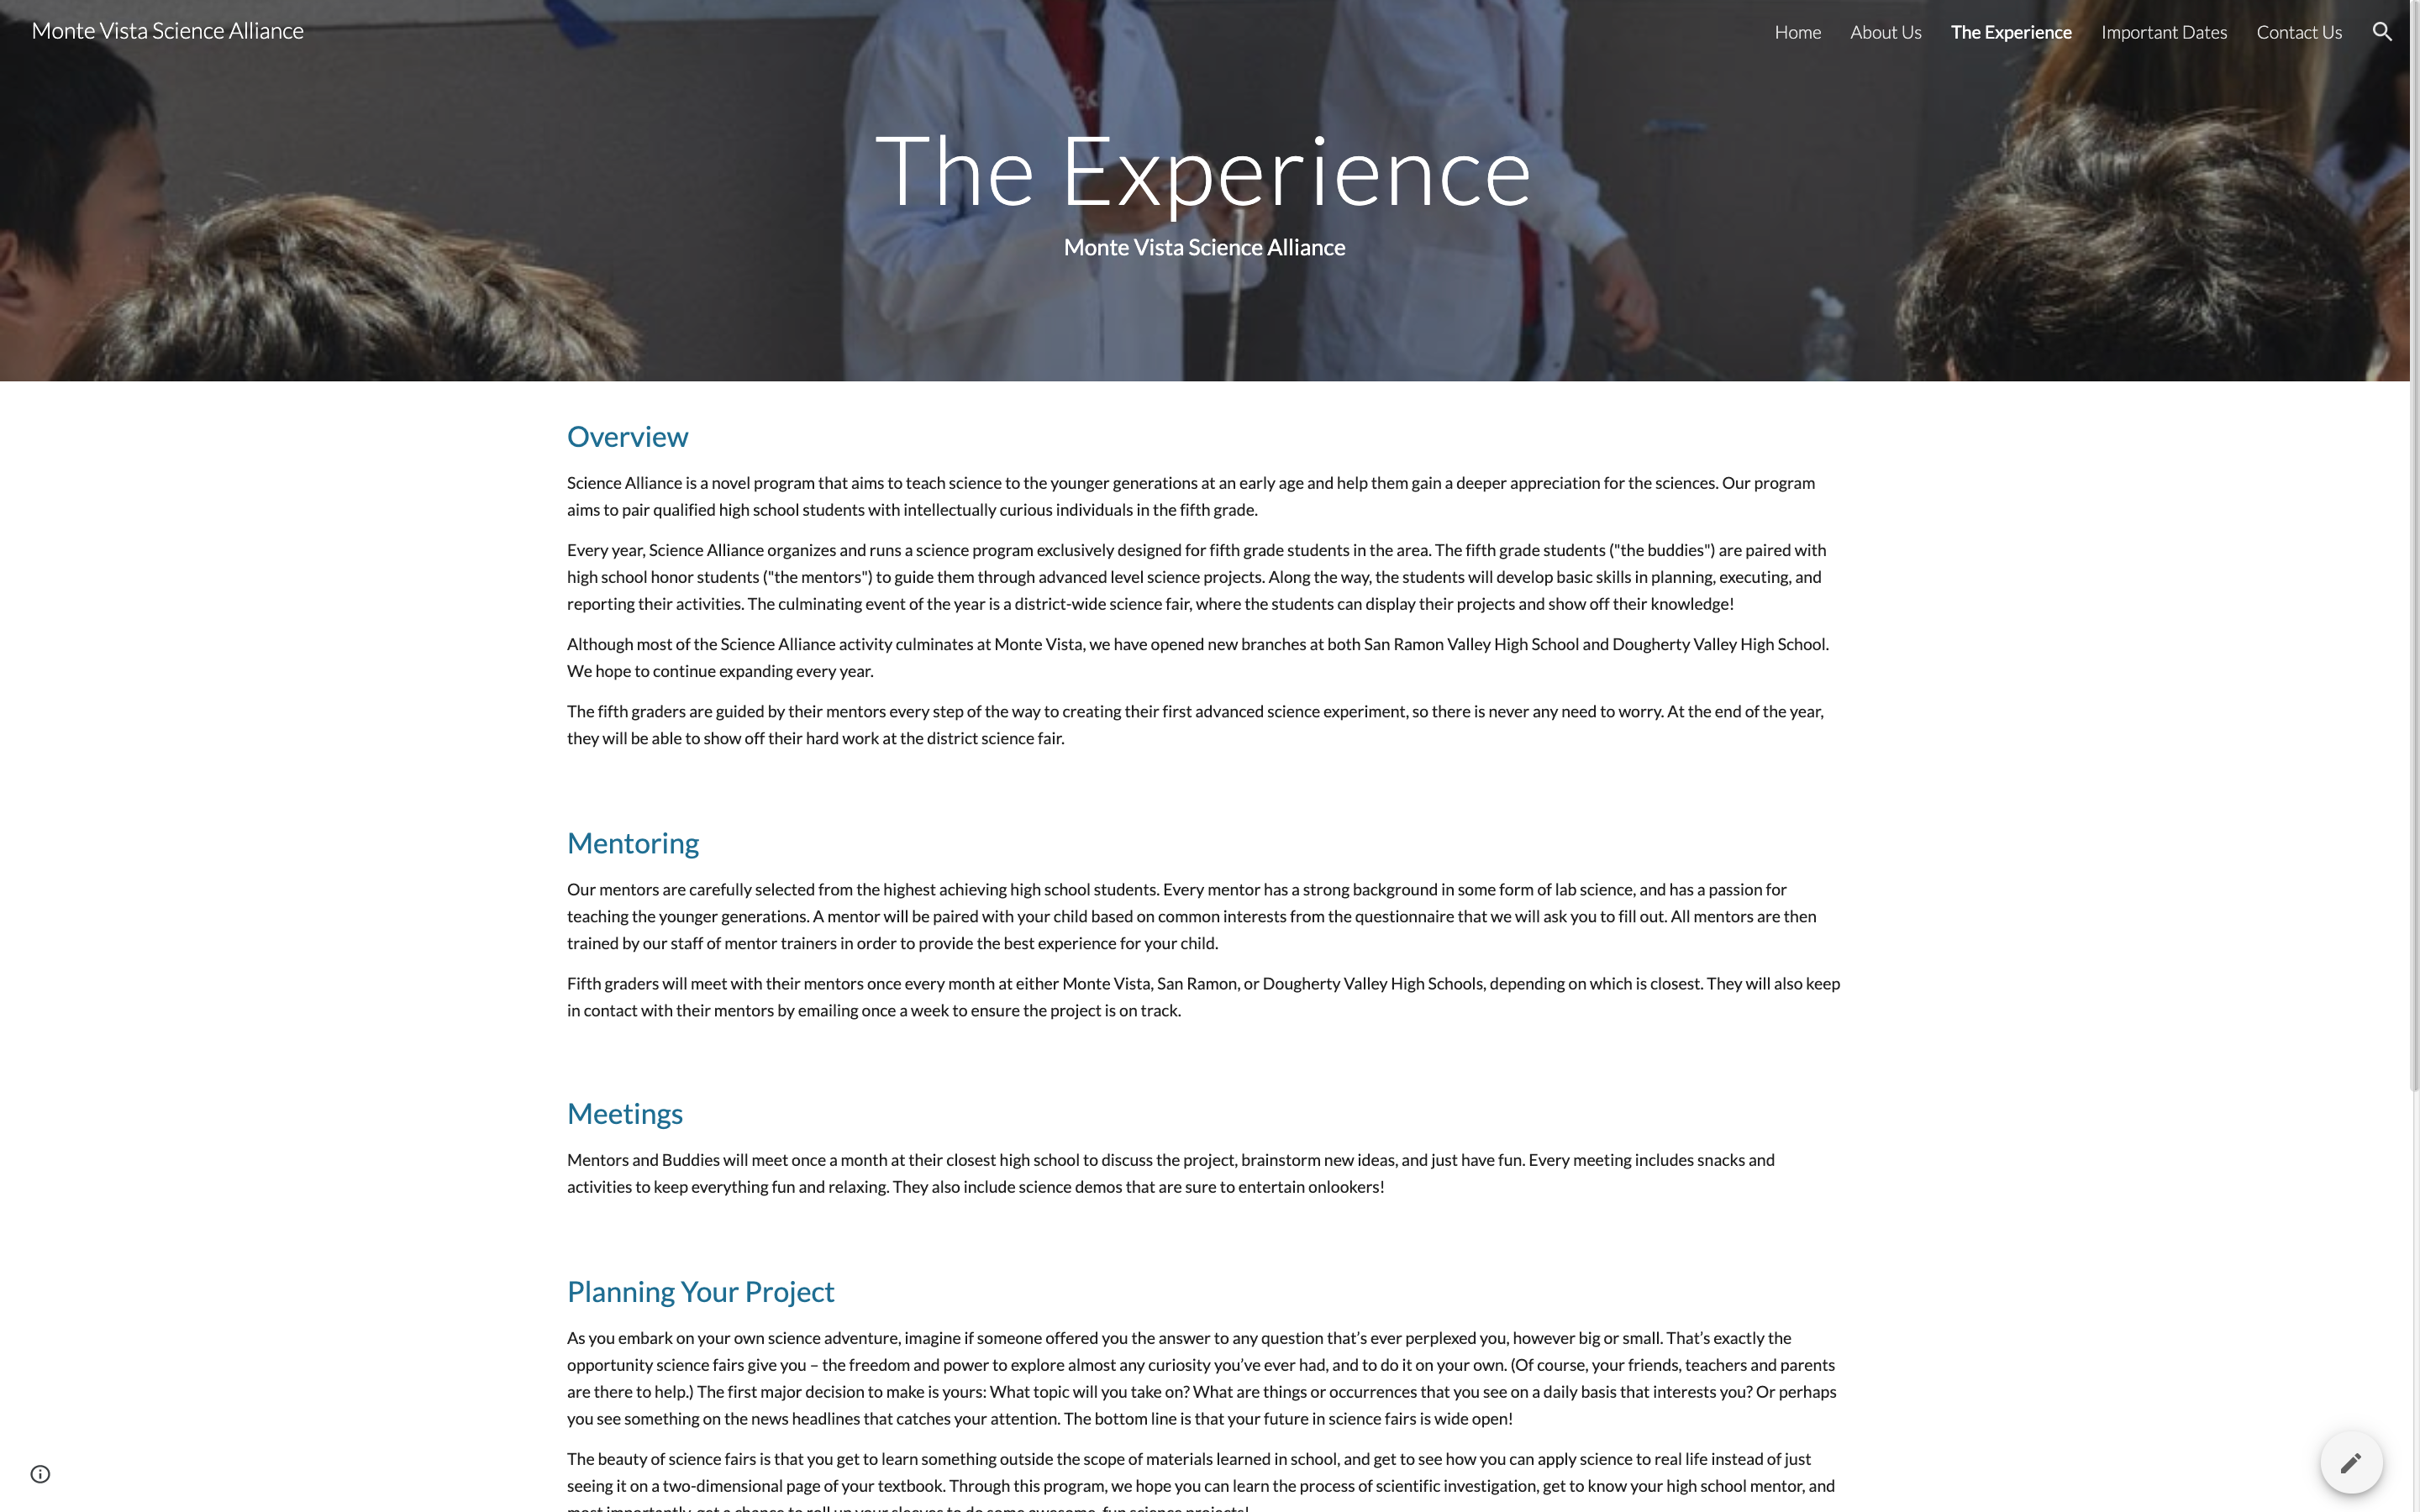 Monte Vista Science Alliance
Home
About Us
The Experience
Important Dates
Contact Us
The Experience
Monte Vista Science Alliance
Overview
Science Alliance is a novel program that aims to teach science to the younger generations at an early age and help them gain a deeper appreciation for the sciences. Our program
aims to pair qualified high school students with intellectually curious individuals in the fifth grade.
Every year, Science Alliance organizes and runs a science program exclusively designed for fifth grade students in the area. The fifth grade students ("the buddies") are paired with
high school honor students ("the mentors") to guide them through advanced level science projects. Along the way, the students will develop basic skills in planning, executing, and
reporting their activities. The culminating event of the year is a district-wide science fair, where the students can display their projects and show off their knowledge!
Although most of the Science Alliance activity culminates at Monte Vista, we have opened new branches at both San Ramon Valley High School and Dougherty Valley High School.
We hope to continue expanding every year.
The fifth graders are guided by their mentors every step of the way to creating their first advanced science experiment, so there is never any need to worry. At the end of the year,
they will be able to show off their hard work at the district science fair.
Mentoring
Our mentors are carefully selected from the highest achieving high school students. Every mentor has a strong background in some form of lab science, and has a passion for
teaching the younger generations. A mentor will be paired with your child based on common interests from the questionnaire that we will ask you to fill out. All mentors are then
trained by our staff of mentor trainers in order to provide the best experience for your child.
Fifth graders will meet with their mentors once every month at either Monte Vista, San Ramon, or Dougherty Valley High Schools, depending on which is closest. They will also keep
in contact with their mentors by emailing once a week to ensure the project is on track.
Meetings
Mentors and Buddies will meet once a month at their closest high school to discuss the project, brainstorm new ideas, and just have fun. Every meeting includes snacks and
activities to keep everything fun and relaxing. They also include science demos that are sure to entertain onlookers!
Planning Your Project
As you embark on your own science adventure, imagine if someone offered you the answer to any question that’s ever perplexed you, however big or small. That’s exactly the
opportunity science fairs give you – the freedom and power to explore almost any curiosity you’ve ever had, and to do it on your own. (Of course, your friends, teachers and parents
are there to help.) The first major decision to make is yours: What topic will you take on? What are things or occurrences that you see on a daily basis that interests you? Or perhaps
you see something on the news headlines that catches your attention. The bottom line is that your future in science fairs is wide open!
The beauty of science fairs is that you get to learn something outside the scope of materials learned in school, and get to see how you can apply science to real life instead of just
seeing it on a two-dimensional page of your textbook. Through this program, we hope you can learn the process of scientific investigation, get to know your high school mentor, and
most importantly, get a chance to roll up your sleeves to do some awesome, fun science projects!